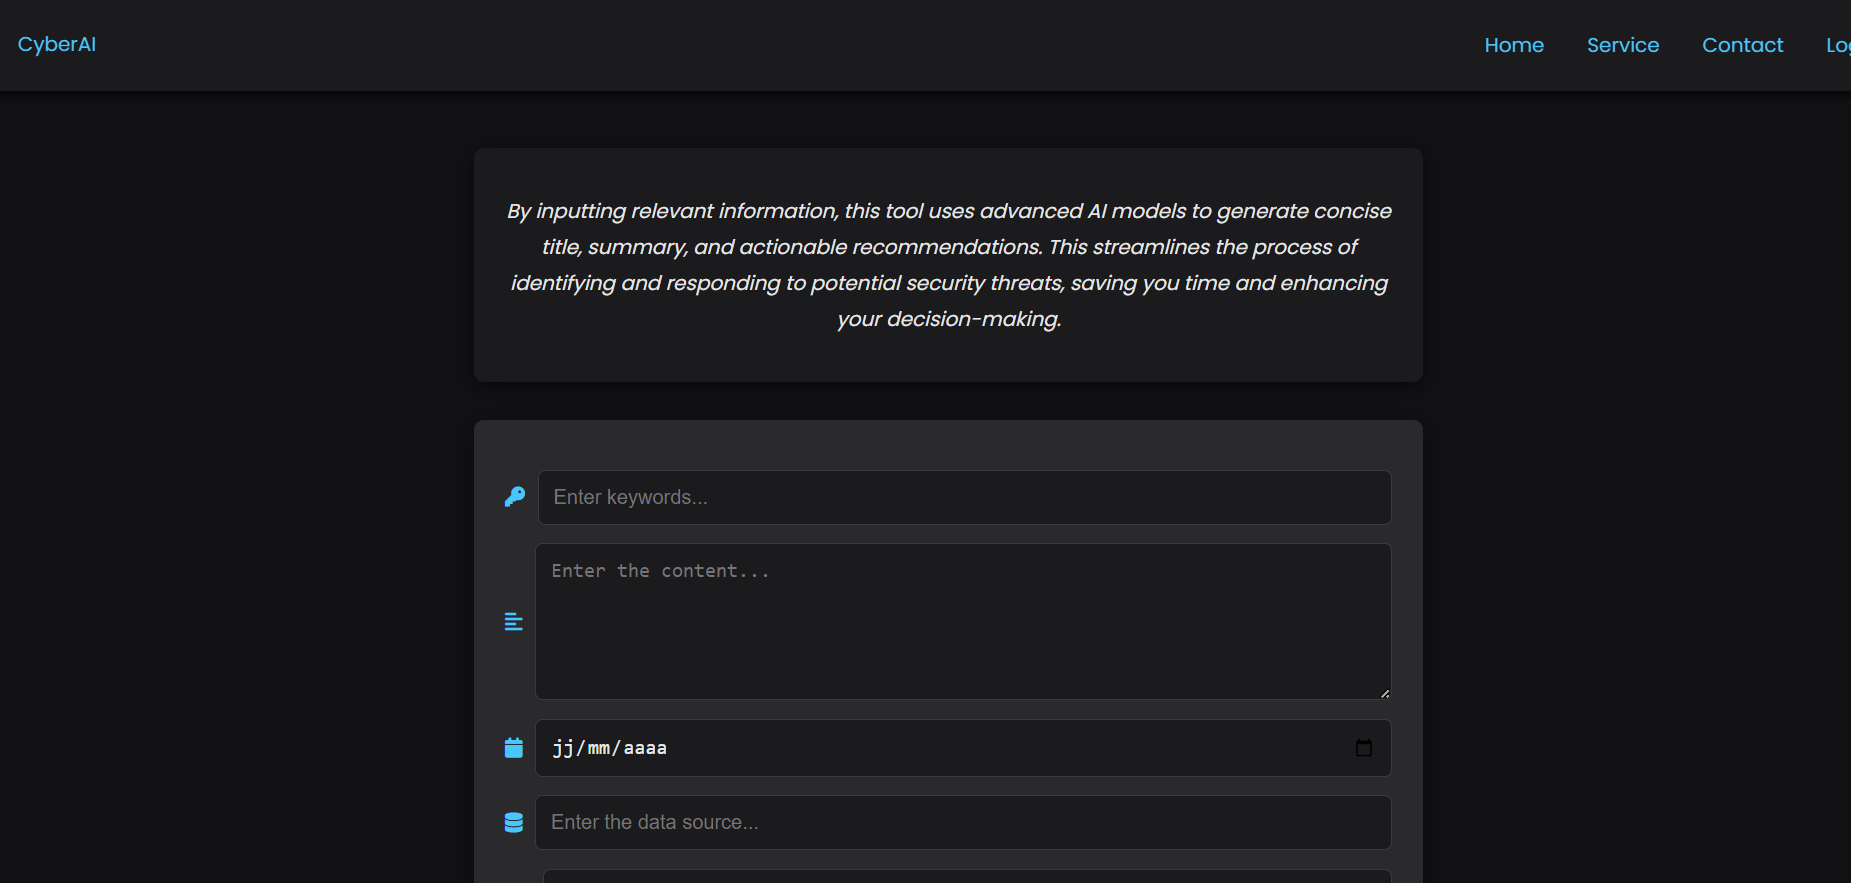 CyberAI
Home Service Contact
By inputting relevant information, this tool uses advanced AI models to generate concise
title, summary, and actionable recommendations. This streamlines the process of
identifying and responding to potential security threats, saving you time and enhancing
your decision-making.
Enter keywords...
Enter the content...
jj/mm/aaaa
Enter the data source...